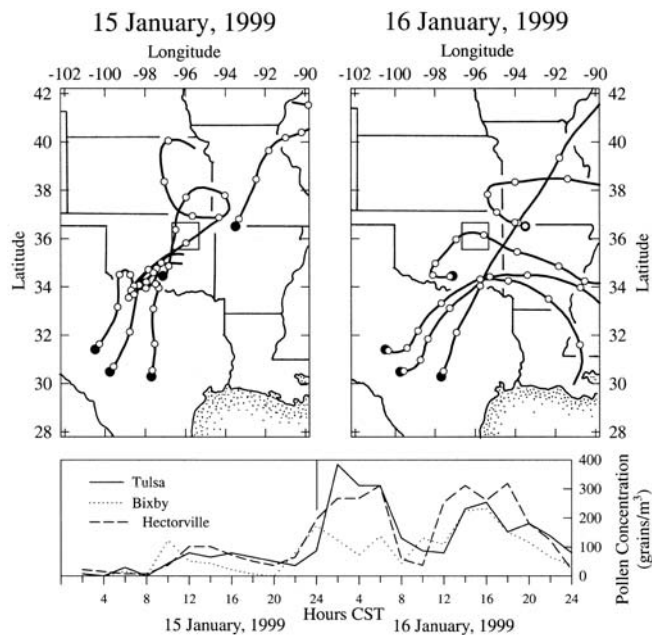 15 January, 1999
16 January, 1999
Longitude
Longitude
-102 -100 -98 -96 -94 -92 -90
-102 -100 -98 -96 -94 -92 -90
42
40
38
36
34
32
30
28
Latitude
42
40
38
36
34
32
30
28
Latitude
Tulsa
Bixby
Hectorville
400
300
200
100
0
Pollen Concentration
(grains/m³)
4 8 12 16 20 24 4 8 12 16 20 24
Hours CST
15 January, 1999
16 January, 1999